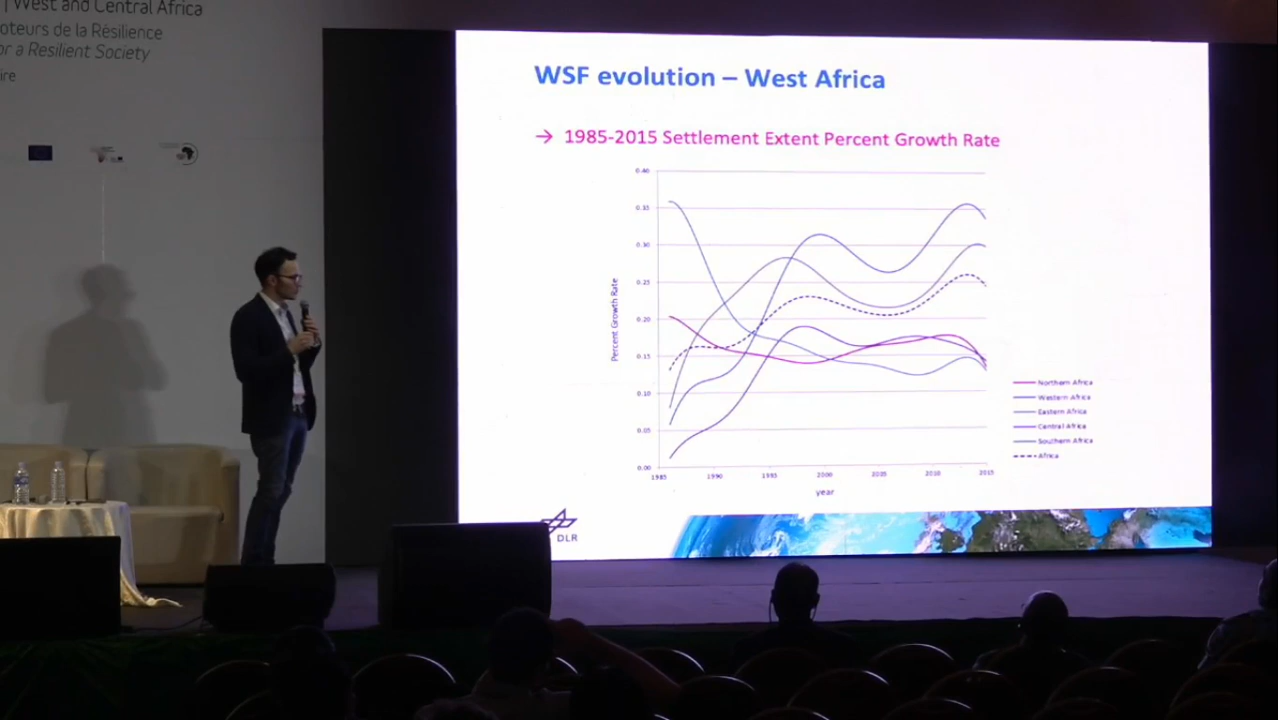 | West and Central Africa
oteurs de la Résilience
or a Resilient Society
ire
WSF evolution – West Africa
→ 1985-2015 Settlement Extent Percent Growth Rate
0.40
0.35
0.30
0.25
0.20
0.15
0.10
0.05
0.00
Percent Growth Rate
1985 1990 1995 2000 2005 2010 2015
year
Northern Africa
Western Africa
Eastern Africa
Central Africa
Southern Africa
Africa
DLR